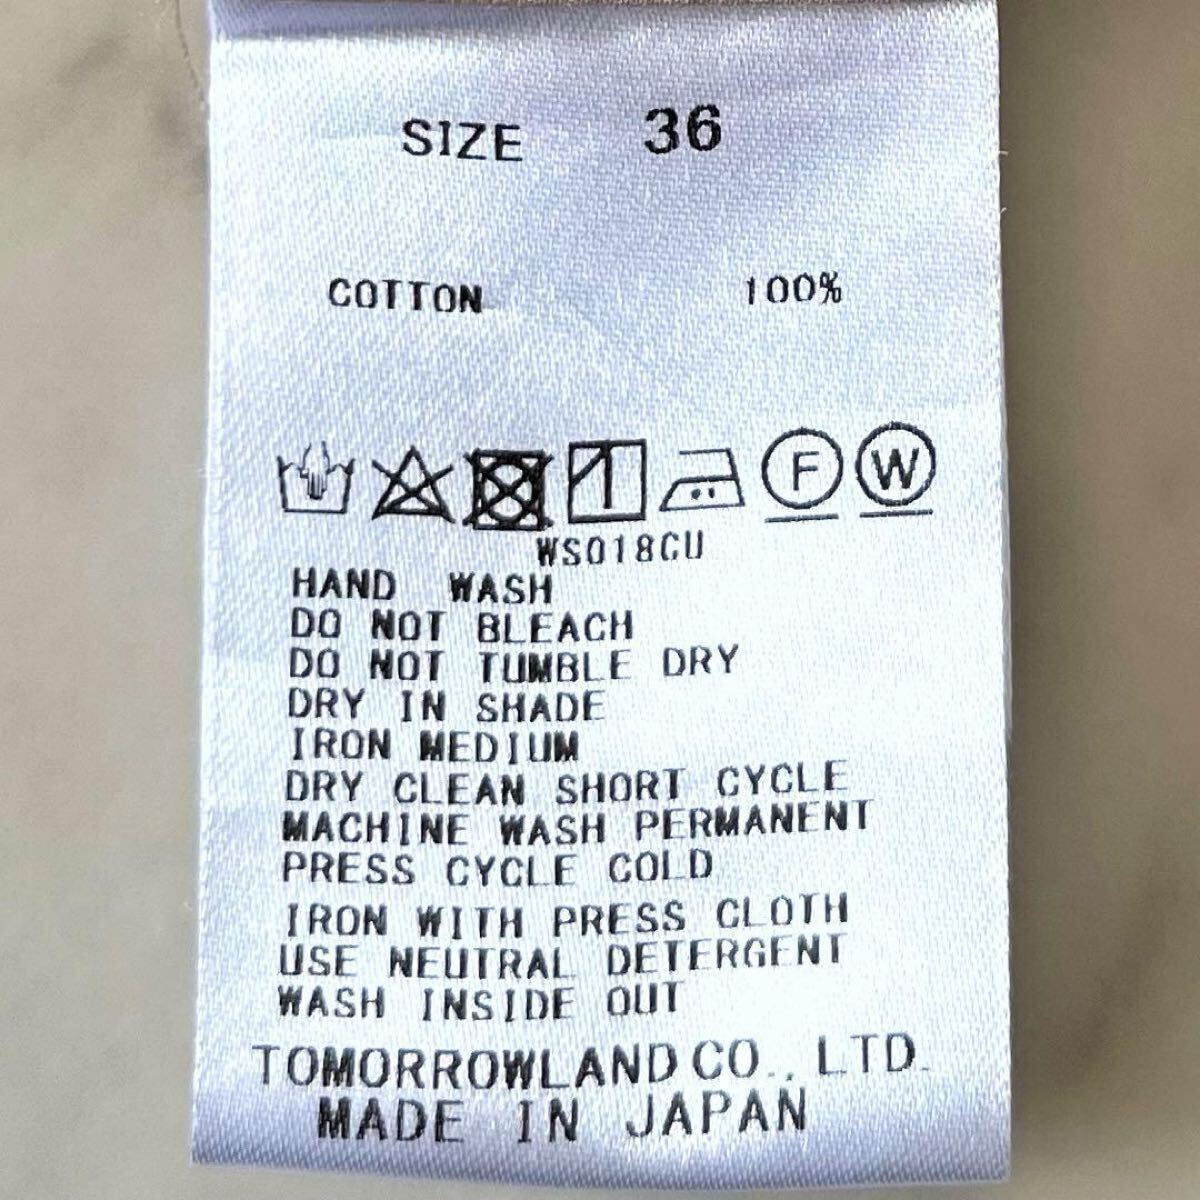 SIZE 36
COTTON 100%
F W
WS018CU
HAND WASH
DO NOT BLEACH
DO NOT TUMBLE DRY
DRY IN SHADE
IRON MEDIUM
DRY CLEAN SHORT CYCLE
MACHINE WASH PERMANENT
PRESS CYCLE COLD
IRON WITH PRESS CLOTH
USE NEUTRAL DETERGENT
WASH INSIDE OUT
TOMORROWLAND CO., LTD.
MADE IN JAPAN